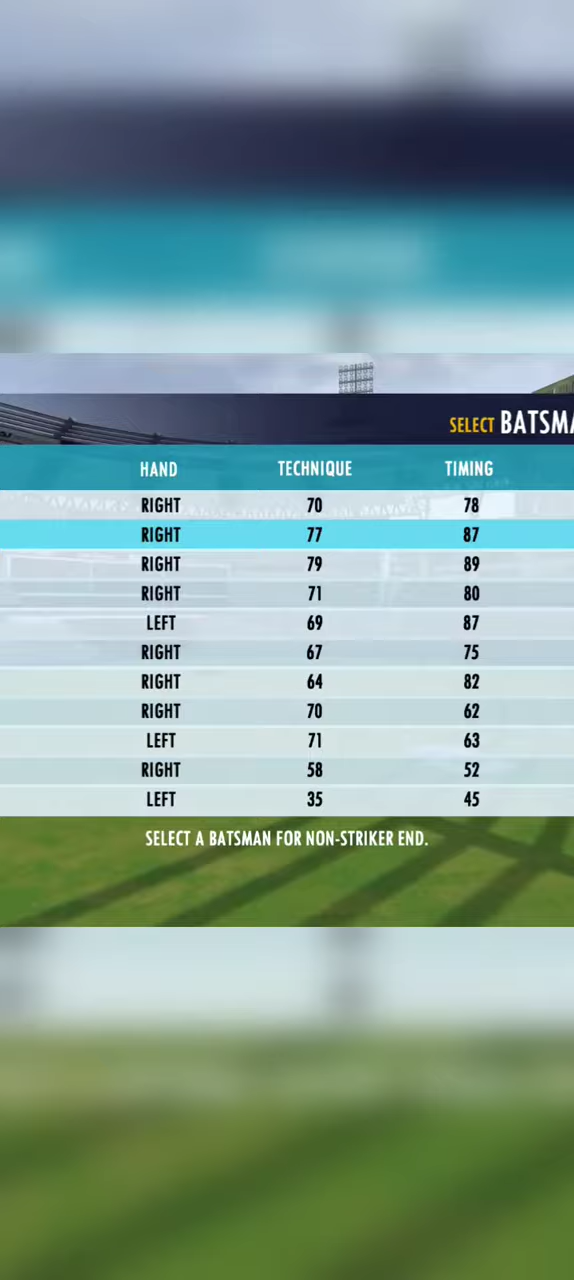 SELECT BATSMA
HAND TECHNIQUE TIMING
RIGHT 70 78
RIGHT 77 87
RIGHT 79 89
RIGHT 71 80
LEFT 69 87
RIGHT 67 75
RIGHT 64 82
RIGHT 70 62
LEFT 71 63
RIGHT 58 52
LEFT 35 45
SELECT A BATSMAN FOR NON-STRIKER END.